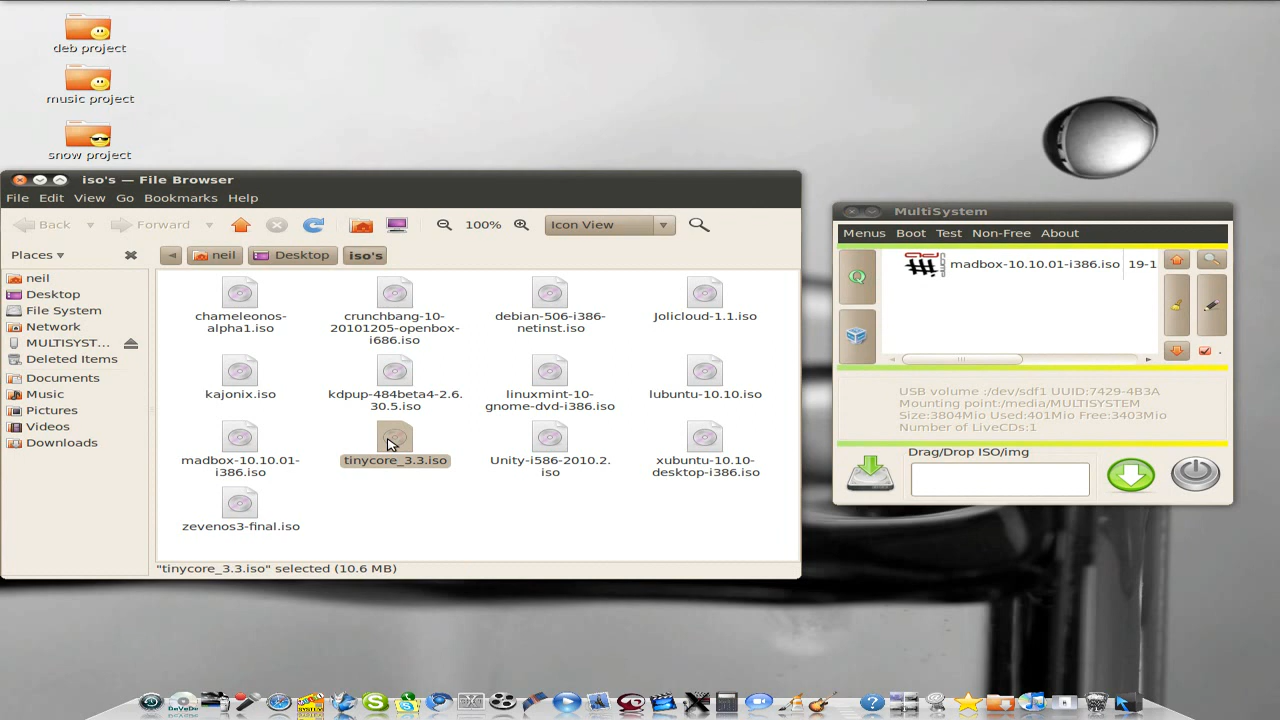 deb project
music project
snow project
iso's — File Browser
File Edit View Go Bookmarks Help
Back Forward 100% Icon View
Places neil Desktop iso's
neil
Desktop
File System
Network
MULTISYST...
Deleted Items
Documents
Music
Pictures
Videos
Downloads
chameleonos-
alpha1.iso
crunchbang-10-
20101205-openbox-
i686.iso
debian-506-i386-
netinst.iso
Jolicloud-1.1.iso
kajonix.iso
kdpup-484beta4-2.6.
30.5.iso
linuxmint-10-
gnome-dvd-i386.iso
lubuntu-10.10.iso
madbox-10.10.01-
i386.iso
tinycore_3.3.iso
Unity-i586-2010.2.
iso
xubuntu-10.10-
desktop-i386.iso
zevenos3-final.iso
"tinycore_3.3.iso" selected (10.6 MB)
MultiSystem
Menus Boot Test Non-Free About
madbox-10.10.01-i386.iso 19-1
USB volume :/dev/sdf1 UUID:7429-4B3A
Mounting point:/media/MULTISYSTEM
Size:3804Mio Used:401Mio Free:3403Mio
Number of LiveCDs:1
Drag/Drop ISO/img